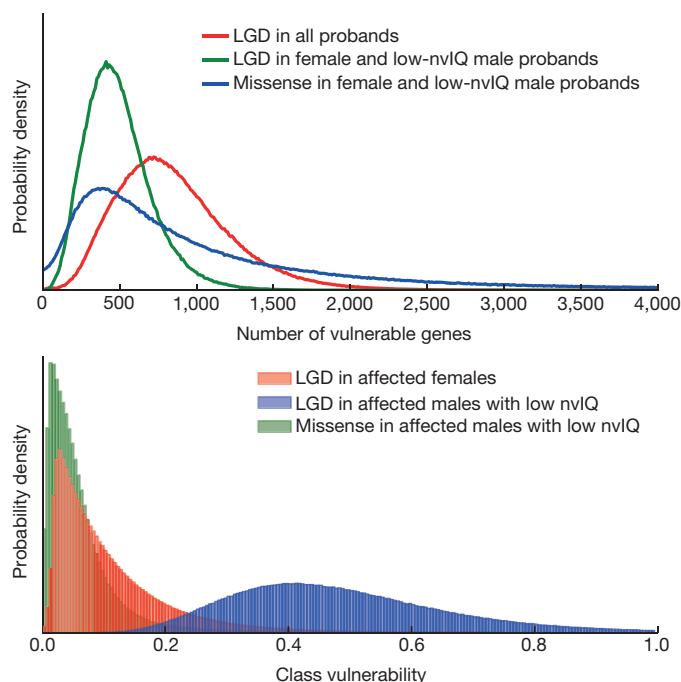 LGD in all probands
LGD in female and low-nvIQ male probands
Missense in female and low-nvIQ male probands
Probability density
0 500 1,000 1,500 2,000 2,500 3,000 3,500 4,000
Number of vulnerable genes
LGD in affected females
LGD in affected males with low nvIQ
Missense in affected males with low nvIQ
Probability density
0.0 0.2 0.4 0.6 0.8 1.0
Class vulnerability